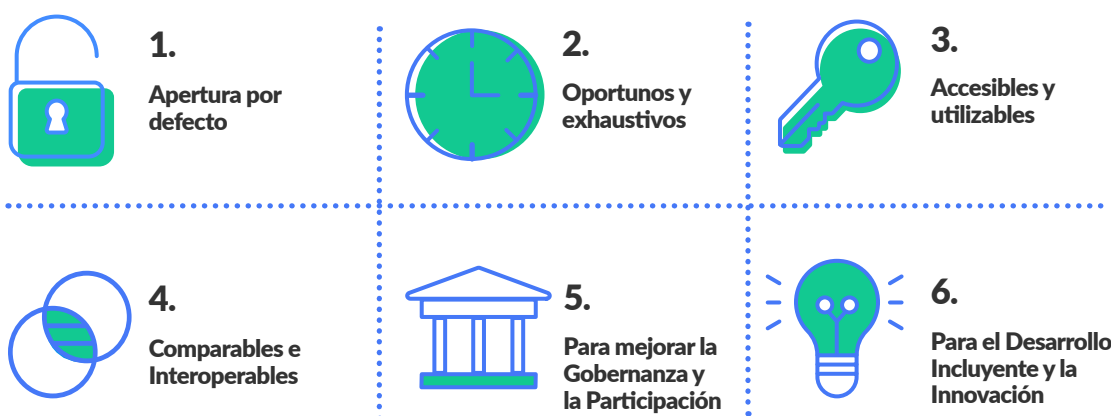 1.
Apertura por
defecto
2.
Oportunos y
exhaustivos
3.
Accesibles y
utilizables
4.
Comparables e
Interoperables
5.
Para mejorar la
Gobernanza y
la Participación
6.
Para el Desarrollo
Incluyente y la
Innovación